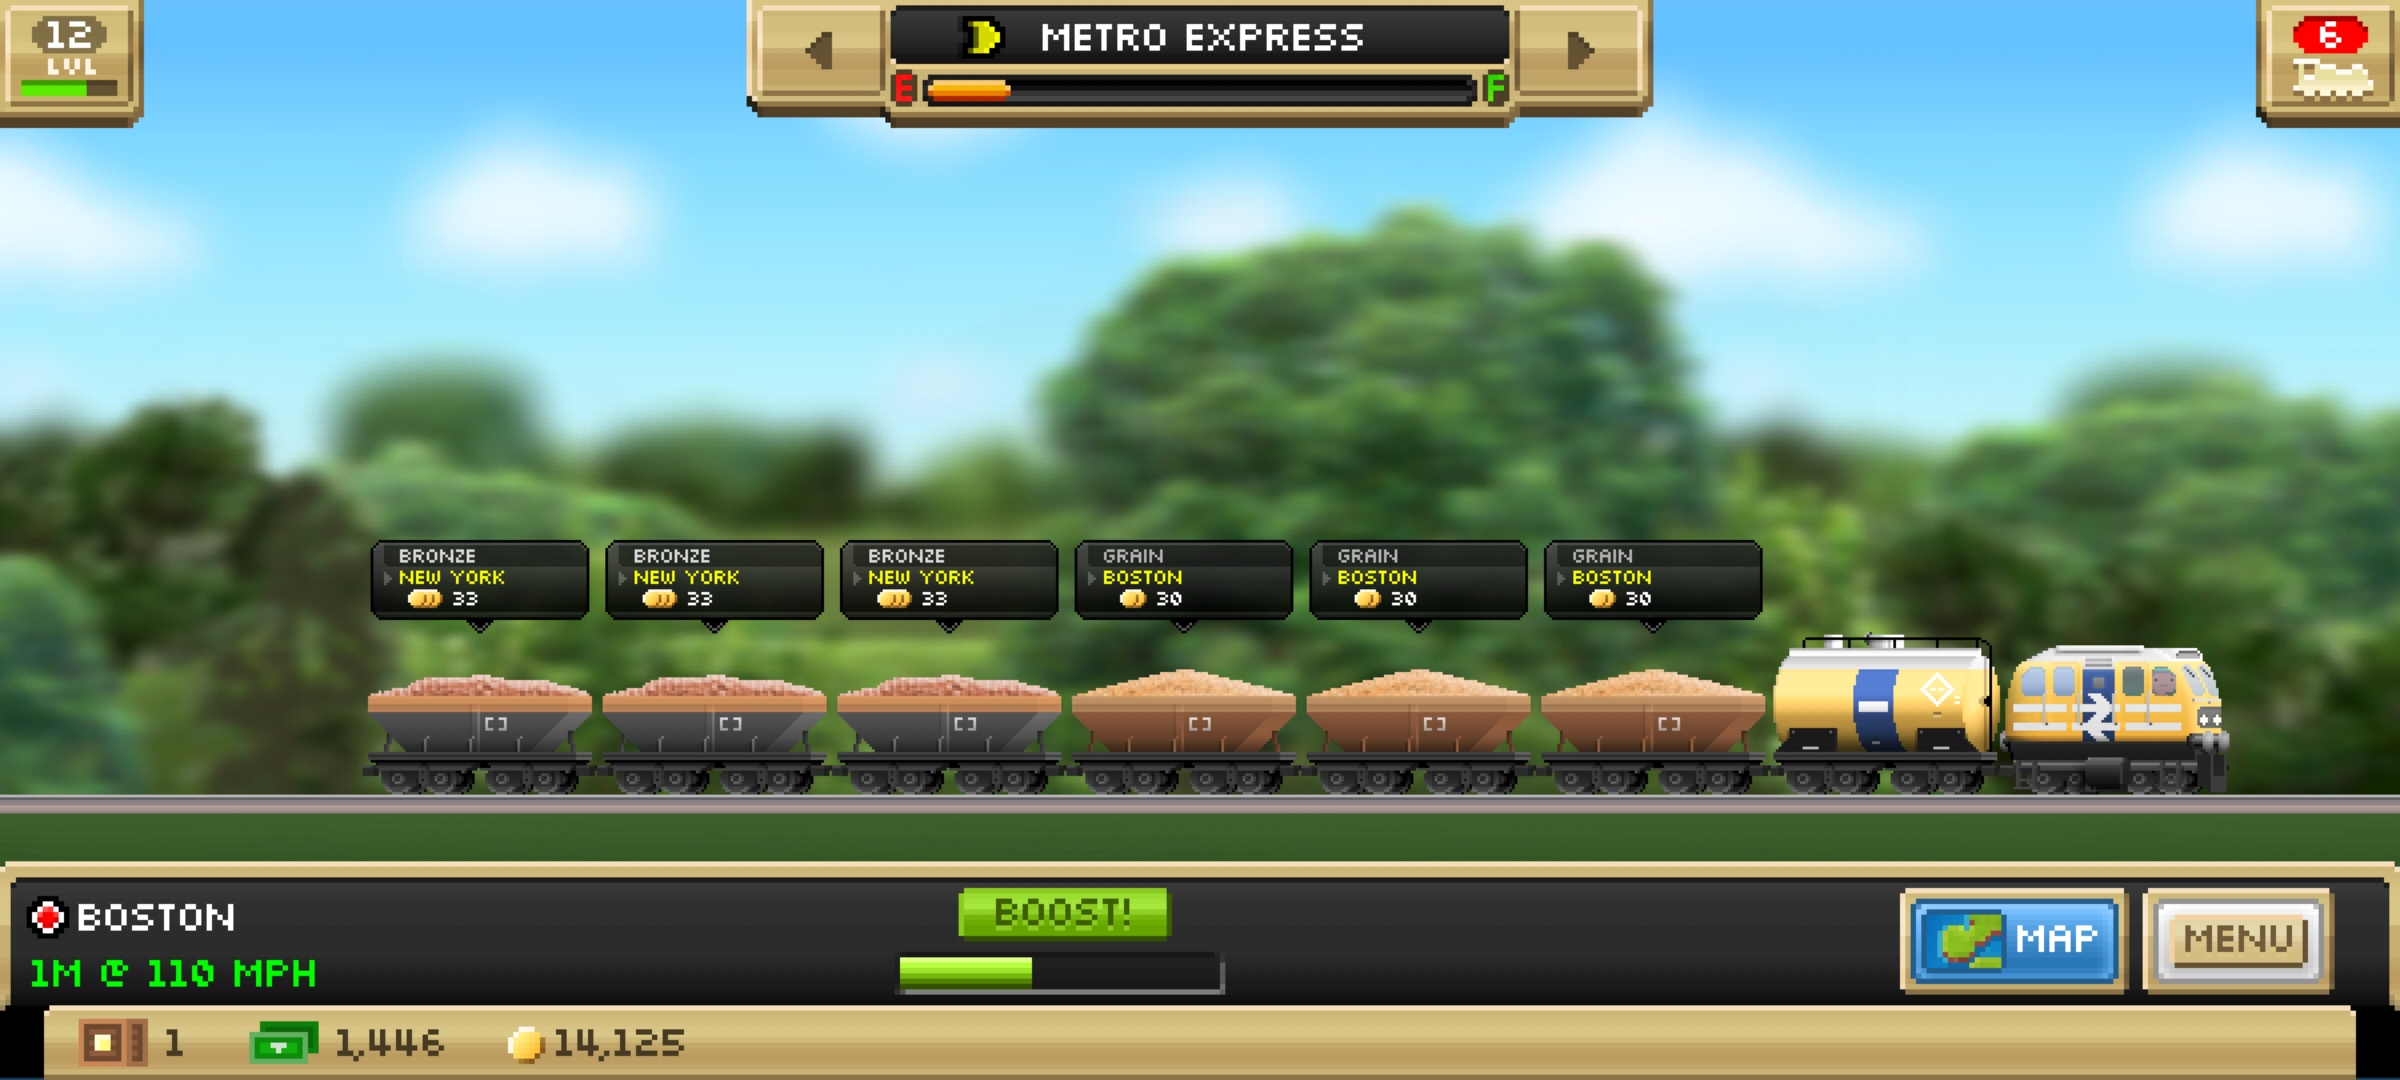 12
LVL
METRO EXPRESS
E F
6
BRONZE
NEW YORK
33
BRONZE
NEW YORK
33
BRONZE
NEW YORK
33
GRAIN
BOSTON
30
GRAIN
BOSTON
30
GRAIN
BOSTON
30
BOSTON
1M @ 110 MPH
BOOST!
MAP
MENU
1
1,446
14,125